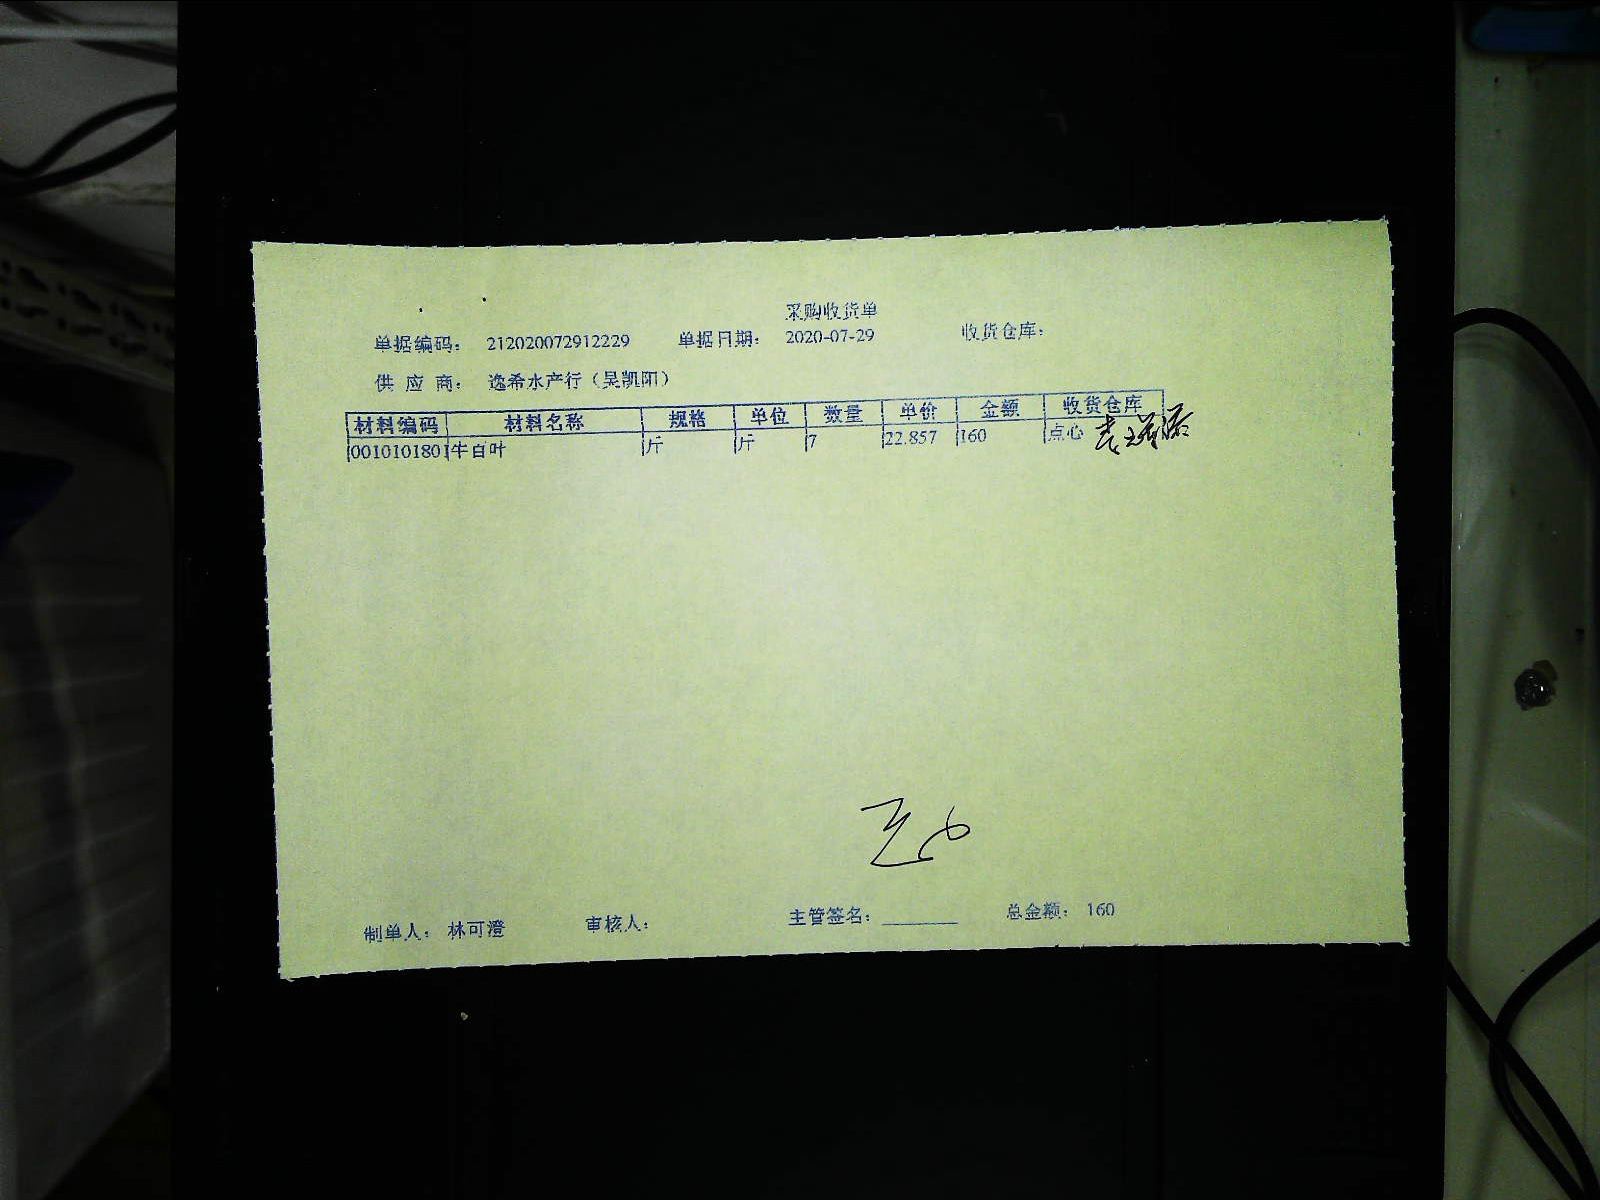 采购收货单
单据编码： 212020072912229 单据日期： 2020-07-29 收货仓库：
供 应 商： 逸希水产行（吴凯阳）
材料编码 材料名称 规格 单位 数量 单价 金额 收货仓库
0010101801 牛百叶 斤 斤 7 22.857 160 点心
制单人： 林可澄 审核人： 主管签名： 总金额： 160